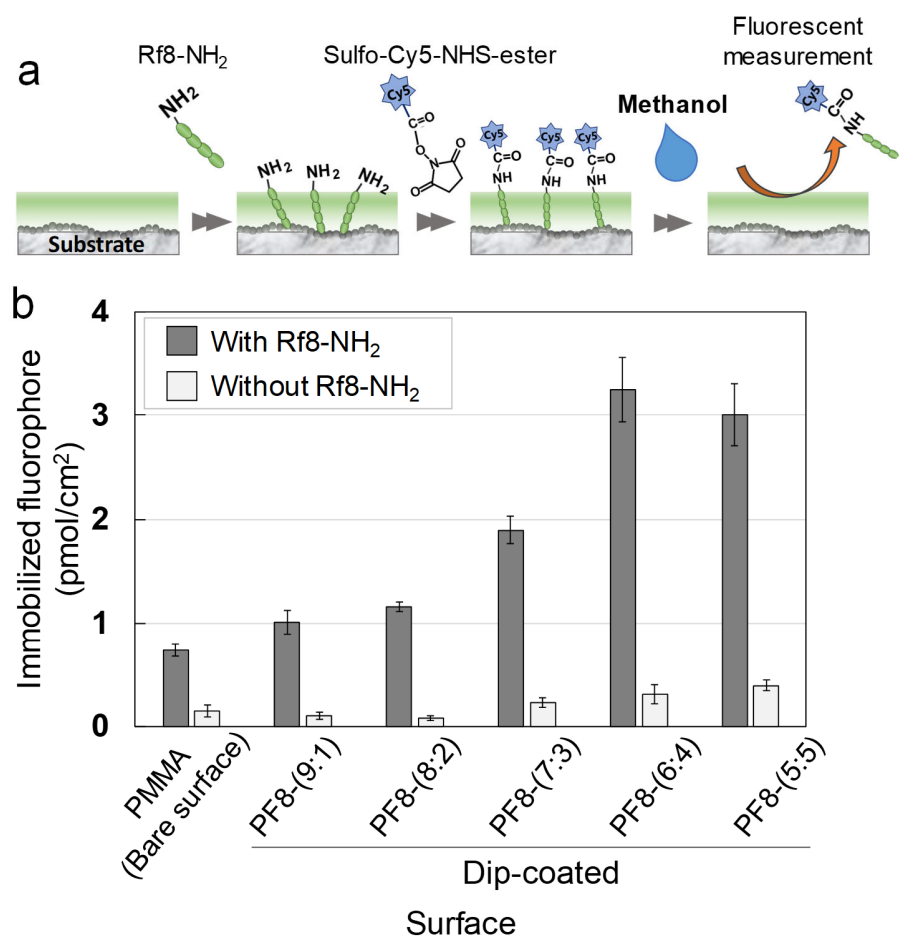 a
Rf8-NH2
Sulfo-Cy5-NHS-ester
Fluorescent
measurement
NH2
Cy5
C=O
O
N
O
O
Methanol
Cy5
C=O
NH
NH2
NH2
NH2
Cy5
Cy5
Cy5
C=O
C=O
C=O
NH
NH
NH
Substrate
b
Immobilized fluorophore
(pmol/cm2)
4
3
2
1
0
With Rf8-NH2
Without Rf8-NH2
PMMA
(Bare surface)
PF8-(9:1)
PF8-(8:2)
PF8-(7:3)
PF8-(6:4)
PF8-(5:5)
Dip-coated
Surface